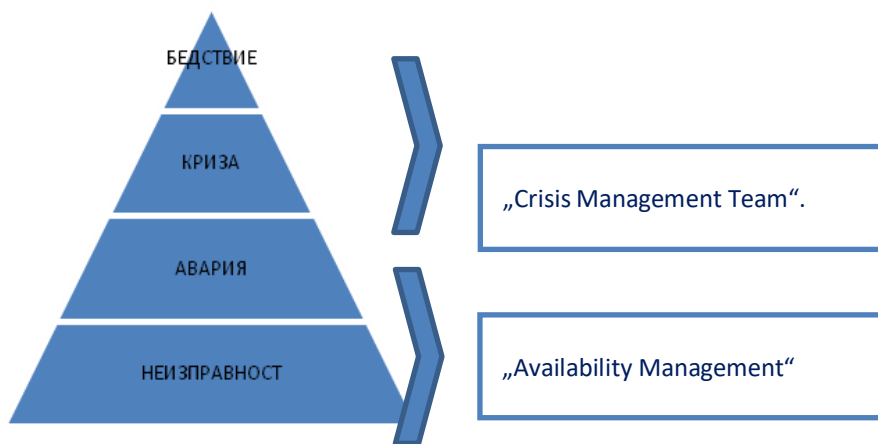 БЕДСТВИЕ
КРИЗА
АВАРИЯ
НЕИЗПРАВНОСТ
„Crisis Management Team“.
„Availability Management“